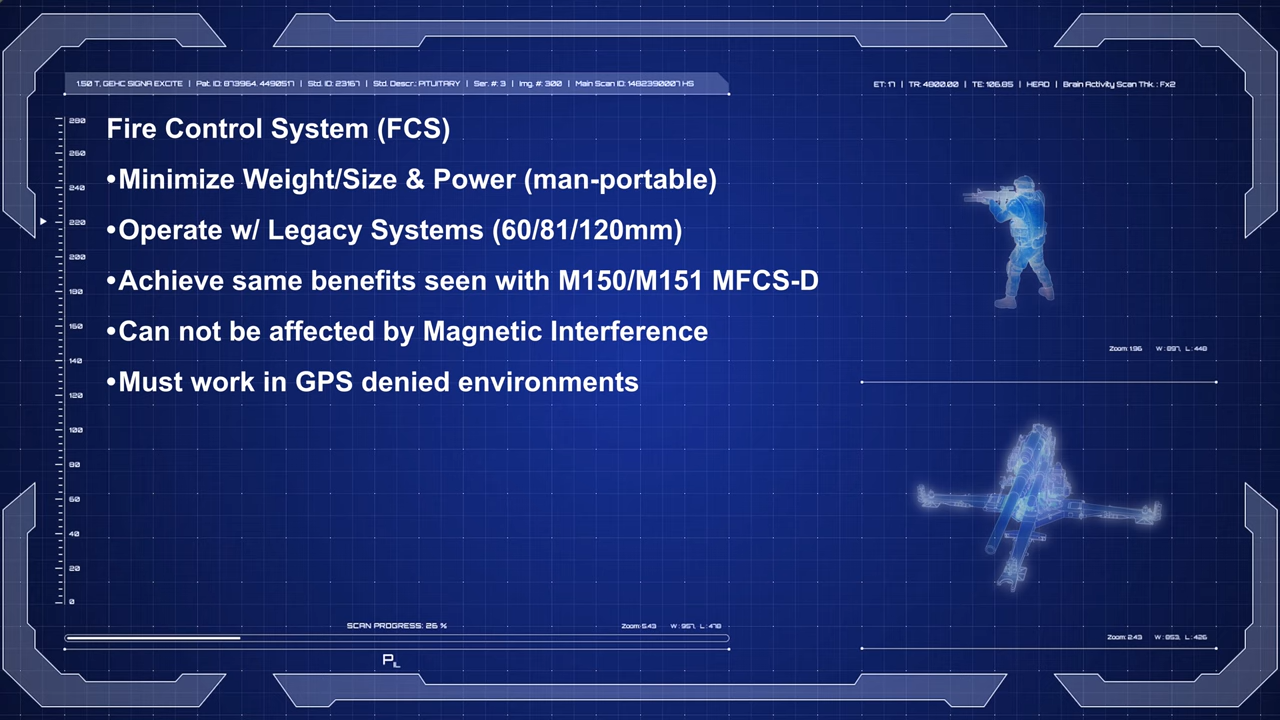 1.50 T, GEHC SIGNA EXCITE | Pat. ID: 873964. 4490517 | Std. ID: 23167 | Std. Descr.: PITUITARY | Ser. #: 3 | Img. #: 300 | Main Scan ID: 1482390007 HS
ET: 17 | TR: 4800.00 | TE: 106.85 | HEAD | Brain Activity Scan Thk. : Fx2
Fire Control System (FCS)
•Minimize Weight/Size & Power (man-portable)
•Operate w/ Legacy Systems (60/81/120mm)
•Achieve same benefits seen with M150/M151 MFCS-D
•Can not be affected by Magnetic Interference
•Must work in GPS denied environments
280
260
240
220
200
180
160
140
120
100
80
60
40
20
0
Zoom: 1.96 W : 897, L : 448
SCAN PROGRESS: 26 %
Zoom: 5.43 W : 957, L : 478
Zoom: 2.43 W : 853, L : 426
PIL